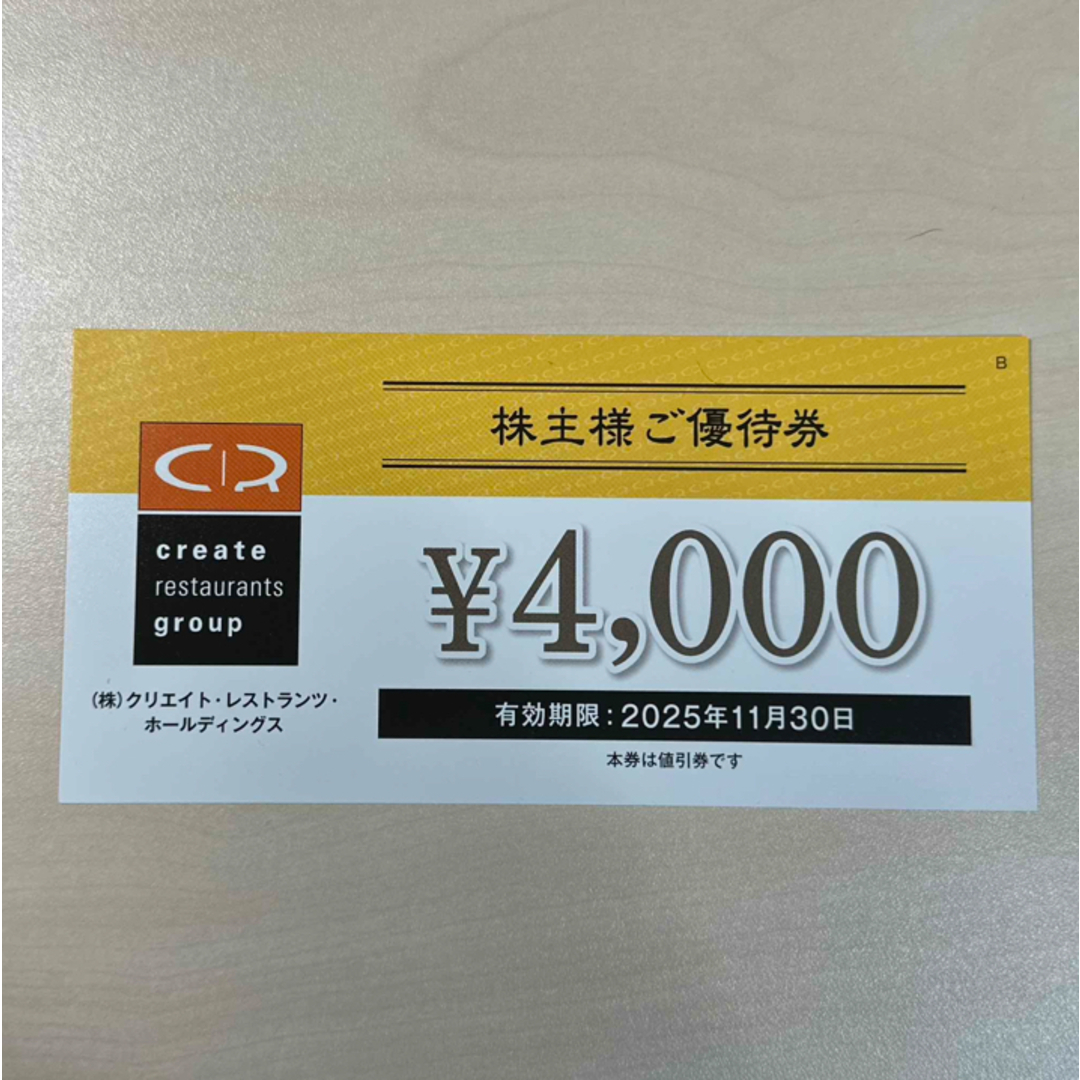 B
株主様ご優待券
CR
create
restaurants
group
¥4,000
(株)クリエイト・レストランツ・
ホールディングス
有効期限:2025年11月30日
本券は値引券です